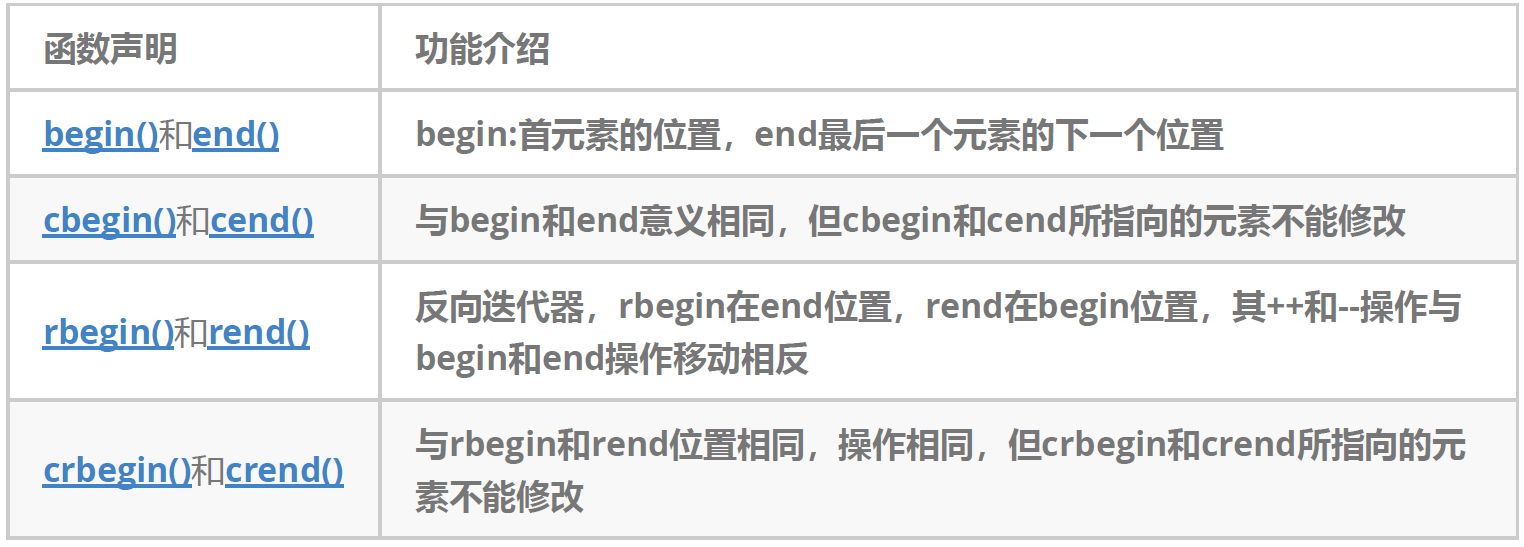 函数声明
功能介绍
begin()和end()
begin:首元素的位置，end最后一个元素的下一个位置
cbegin()和cend()
与begin和end意义相同，但cbegin和cend所指向的元素不能修改
rbegin()和rend()
反向迭代器，rbegin在end位置，rend在begin位置，其++和--操作与
begin和end操作移动相反
crbegin()和crend()
与rbegin和rend位置相同，操作相同，但crbegin和crend所指向的元
素不能修改